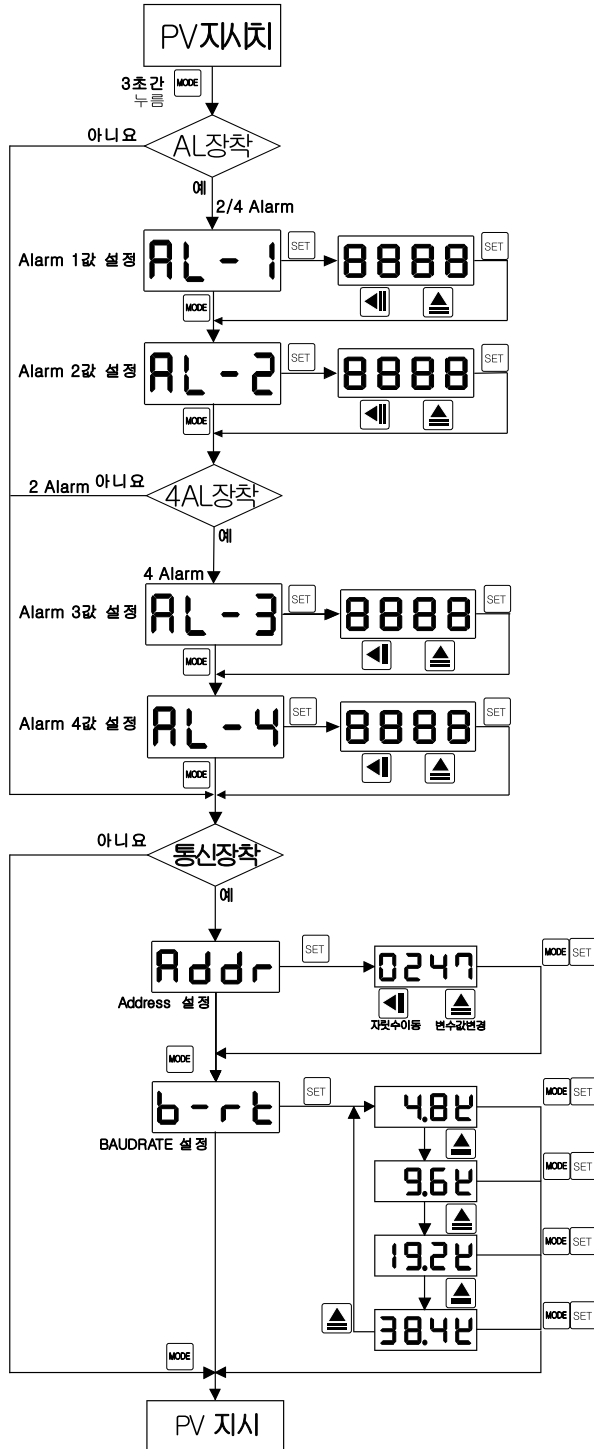 PV 지시치
3초간 MODE
누름
아니요
AL장착
예
2/4 Alarm
Alarm 1값 설정 AL-1 SET 8888 SET
MODE
Alarm 2값 설정 AL-2 SET 8888 SET
MODE
2 Alarm 아니요
4AL장착
예
4 Alarm
Alarm 3값 설정 AL-3 SET 8888 SET
MODE
Alarm 4값 설정 AL-4 SET 8888 SET
MODE
아니요
통신장착
예
Addr SET 0247 MODE SET
Address 설정
자릿수이동 변수값변경
MODE
b-rt SET 4.8k MODE SET
BAUDRATE 설정
9.6k MODE SET
19.2k MODE SET
38.4k MODE SET
MODE
PV 지시